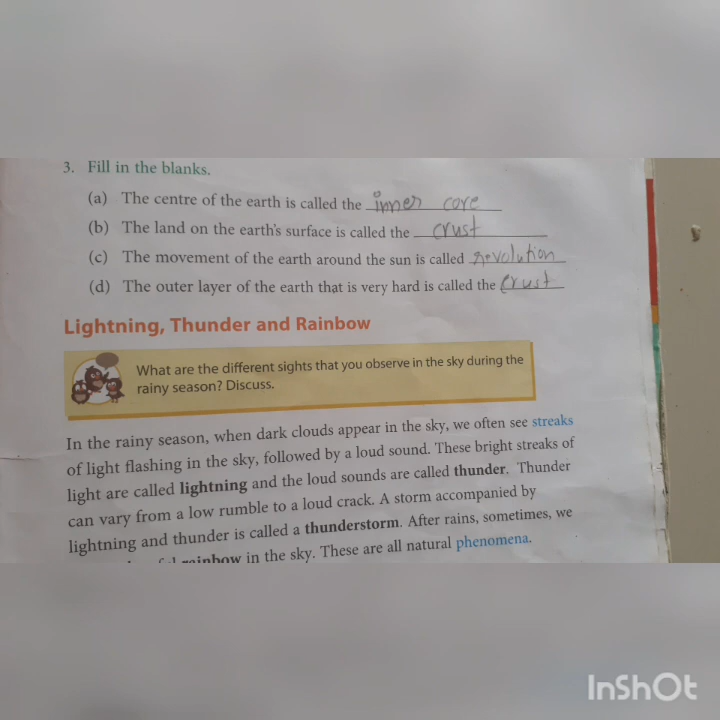 3. Fill in the blanks.
(a) The centre of the earth is called the inner core
(b) The land on the earth's surface is called the crust
(c) The movement of the earth around the sun is called revolution
(d) The outer layer of the earth that is very hard is called the crust
Lightning, Thunder and Rainbow
What are the different sights that you observe in the sky during the
rainy season? Discuss.
In the rainy season, when dark clouds appear in the sky, we often see streaks
of light flashing in the sky, followed by a loud sound. These bright streaks of
light are called lightning and the loud sounds are called thunder. Thunder
can vary from a low rumble to a loud crack. A storm accompanied by
lightning and thunder is called a thunderstorm. After rains, sometimes, we
rainbow in the sky. These are all natural phenomena.
InShOt